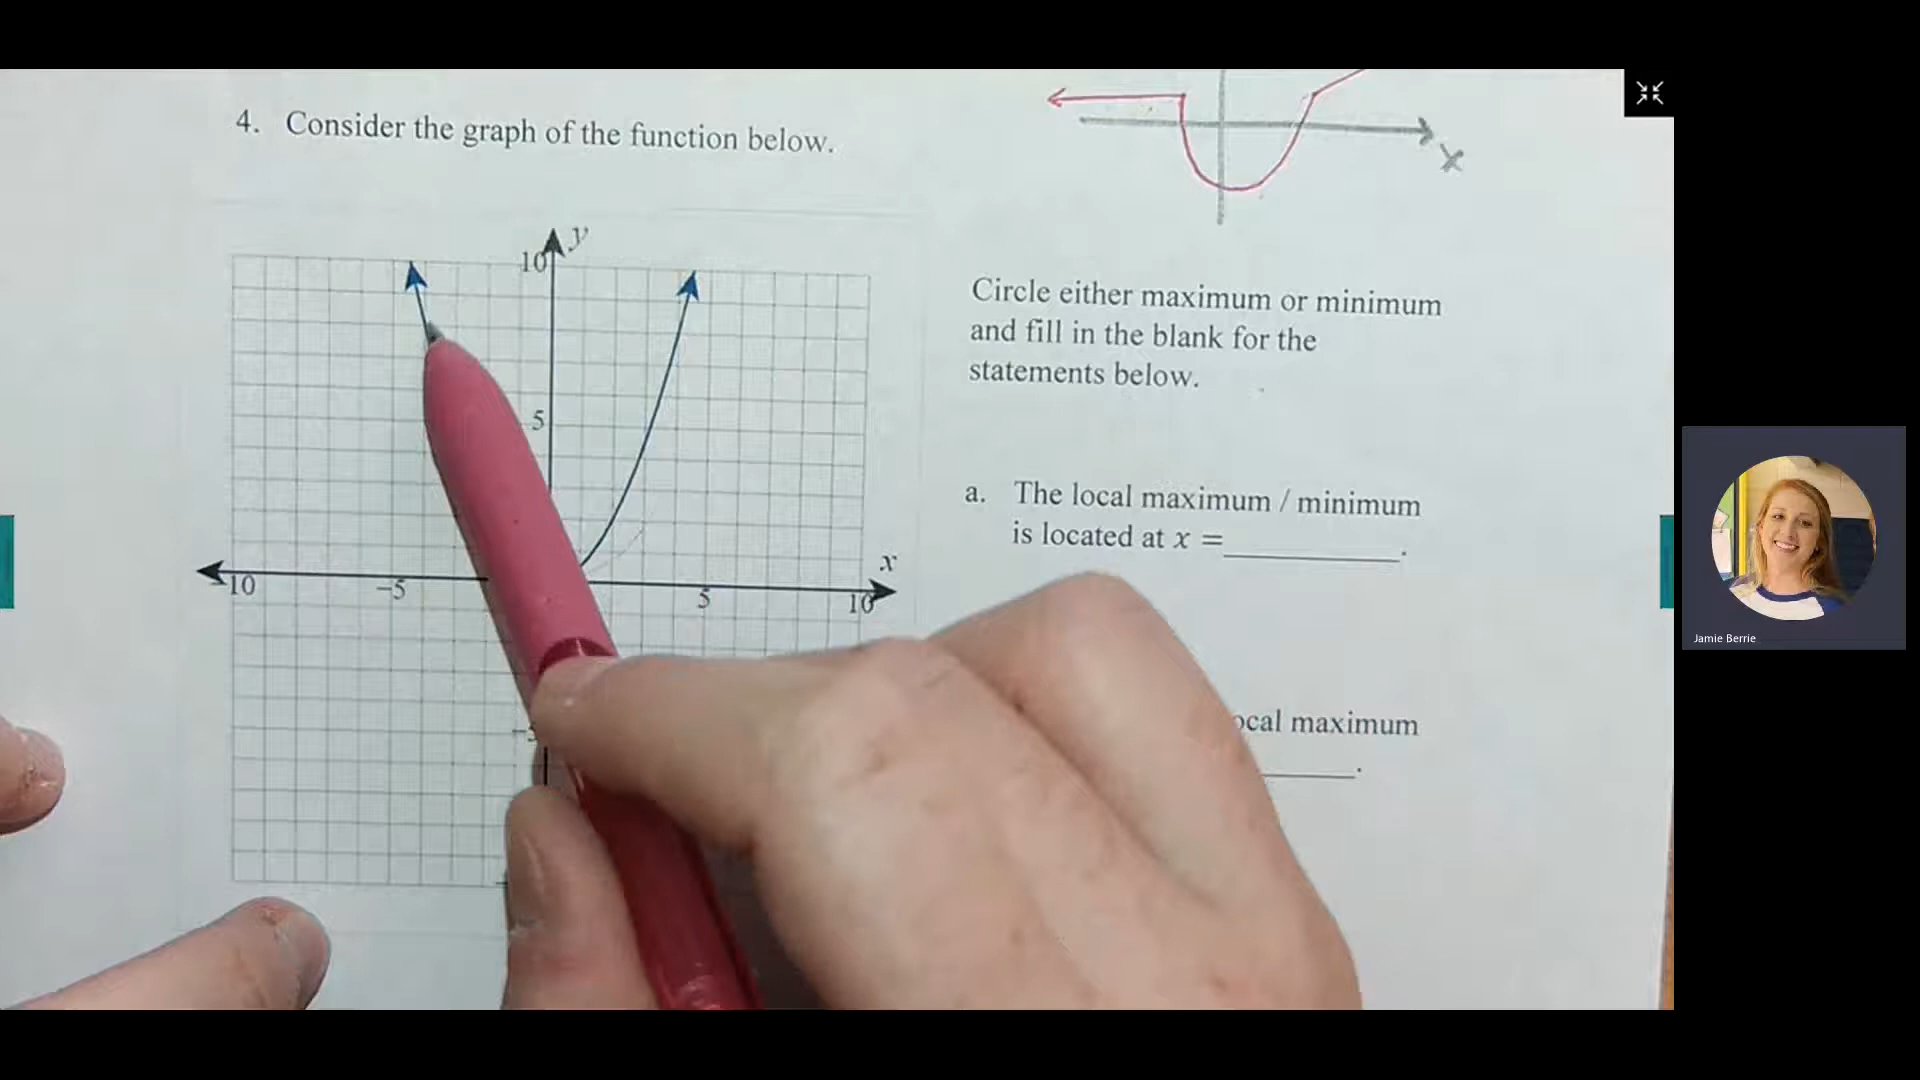 4. Consider the graph of the function below.
x
y
10
5
x
−10
−5
5
10
Circle either maximum or minimum
and fill in the blank for the
statements below.
a. The local maximum / minimum
is located at x = ________.
ocal maximum
________.
Jamie Berrie